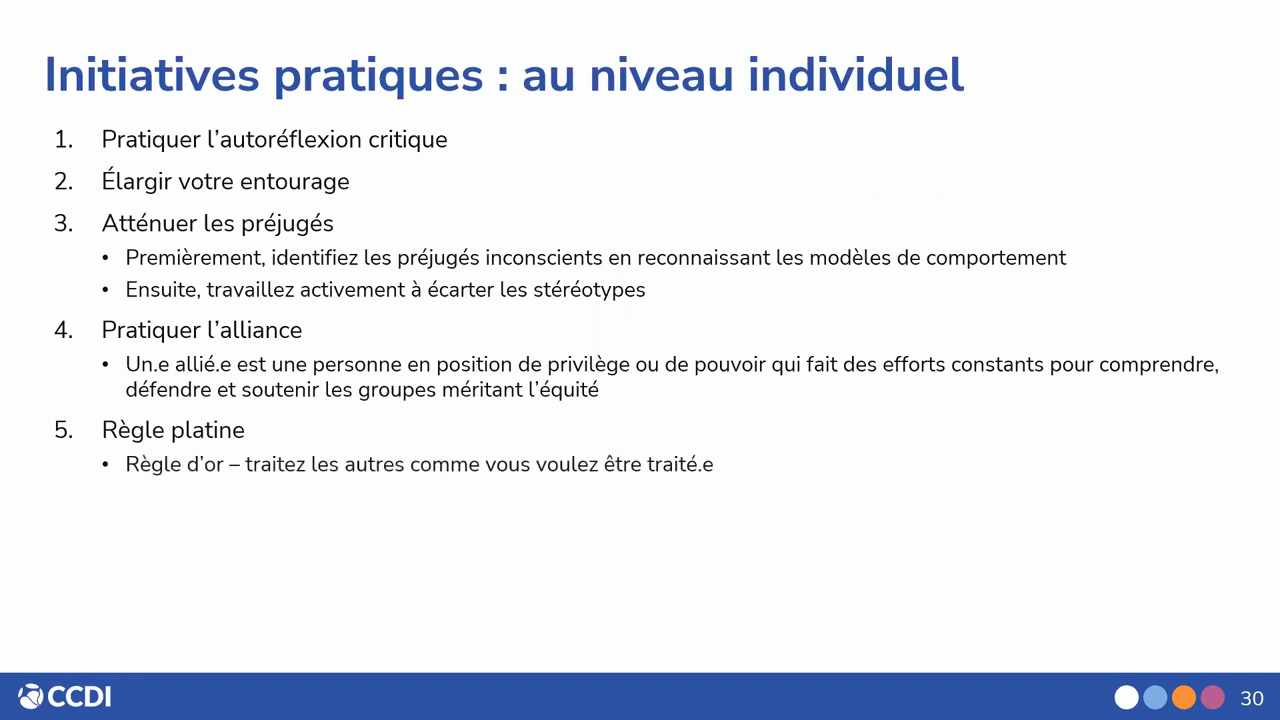 Initiatives pratiques : au niveau individuel
1. Pratiquer l’autoréflexion critique
2. Élargir votre entourage
3. Atténuer les préjugés
• Premièrement, identifiez les préjugés inconscients en reconnaissant les modèles de comportement
• Ensuite, travaillez activement à écarter les stéréotypes
4. Pratiquer l’alliance
• Un.e allié.e est une personne en position de privilège ou de pouvoir qui fait des efforts constants pour comprendre,
défendre et soutenir les groupes méritant l’équité
5. Règle platine
• Règle d’or – traitez les autres comme vous voulez être traité.e
CCDI
30